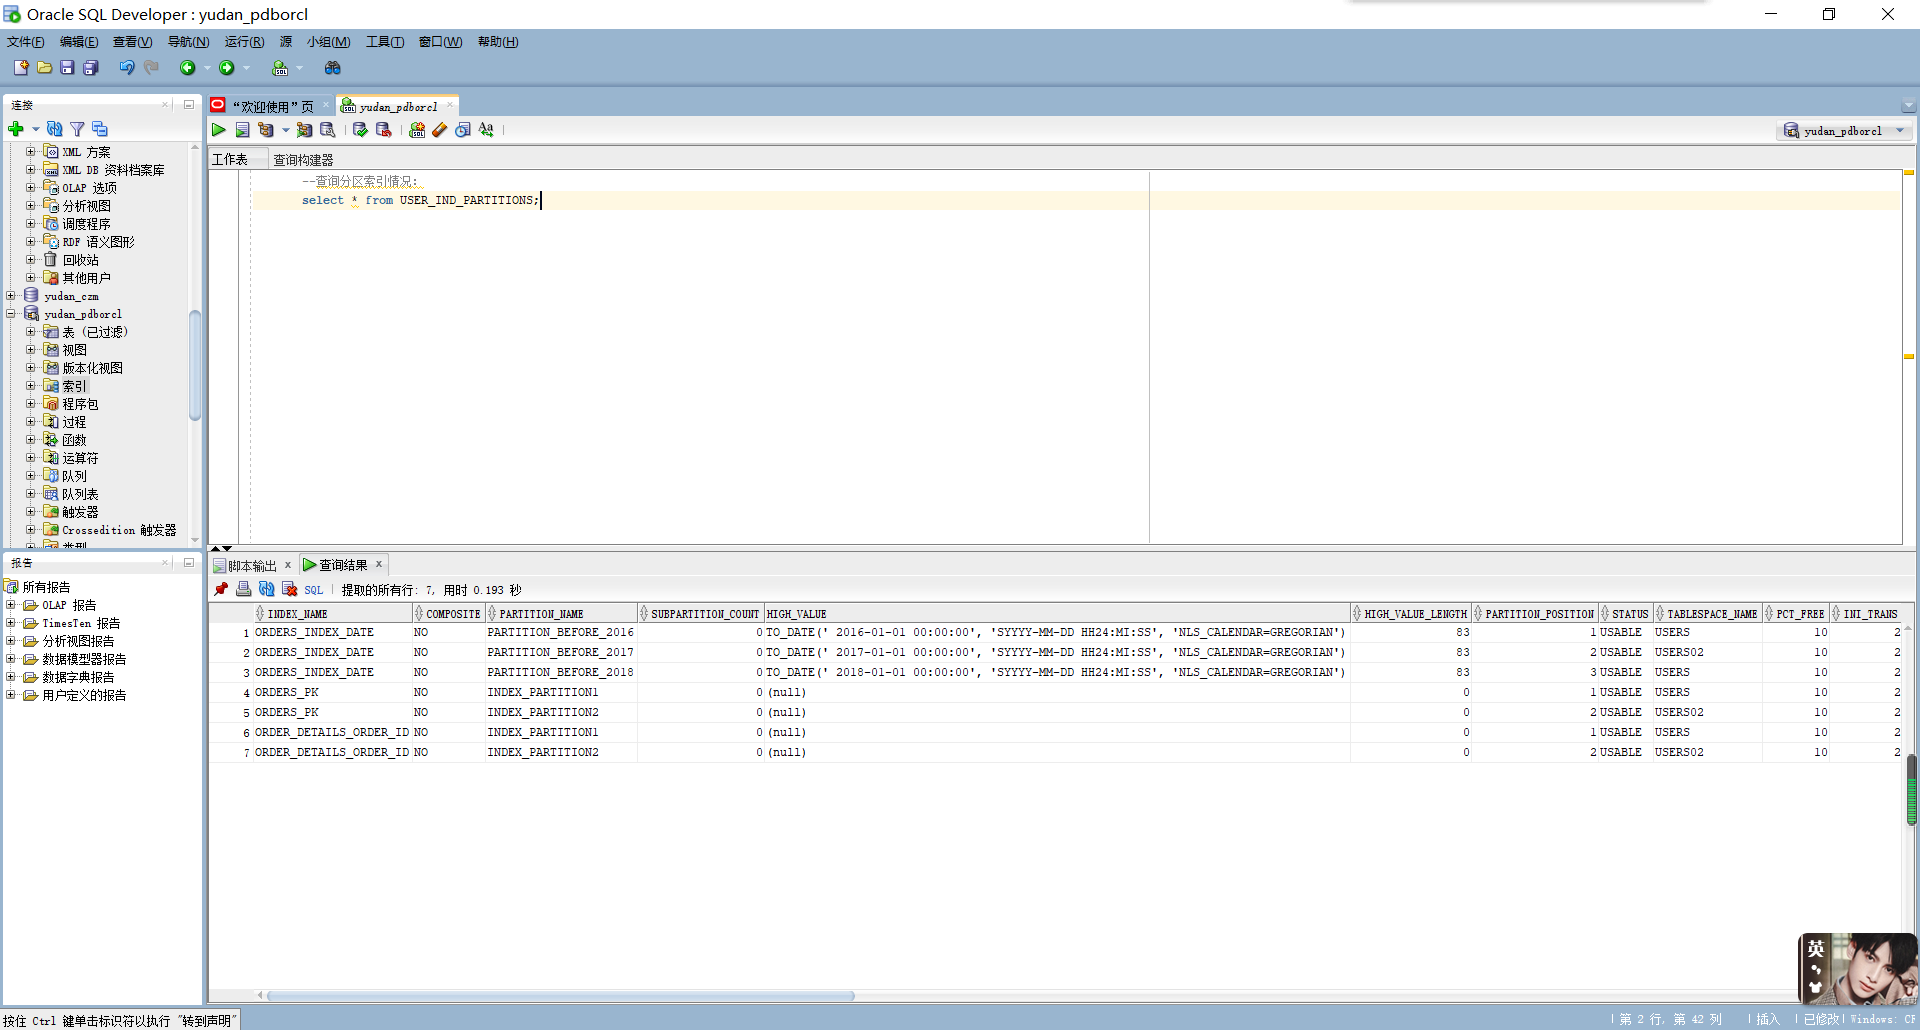 Oracle SQL Developer : yudan_pdborcl
文件(F) 编辑(E) 查看(V) 导航(N) 运行(R) 源 小组(M) 工具(T) 窗口(W) 帮助(H)
连接
XML 方案
XML DB 资料档案库
OLAP 选项
分析视图
调度程序
RDF 语义图形
回收站
其他用户
yudan_czm
yudan_pdborcl
表 (已过滤)
视图
版本化视图
索引
程序包
过程
函数
运算符
队列
队列表
触发器
Crossedition 触发器
类型
报告
所有报告
OLAP 报告
TimesTen 报告
分析视图报告
数据模型器报告
数据字典报告
用户定义的报告
“欢迎使用”页 yudan_pdborcl
yudan_pdborcl
工作表 查询构建器
--查询分区索引情况:
select * from USER_IND_PARTITIONS;
脚本输出 x 查询结果 x
SQL 提取的所有行: 7, 用时 0.193 秒
INDEX_NAME COMPOSITE PARTITION_NAME SUBPARTITION_COUNT HIGH_VALUE HIGH_VALUE_LENGTH PARTITION_POSITION STATUS TABLESPACE_NAME PCT_FREE INI_TRANS
1 ORDERS_INDEX_DATE NO PARTITION_BEFORE_2016 0 TO_DATE(' 2016-01-01 00:00:00', 'SYYYY-MM-DD HH24:MI:SS', 'NLS_CALENDAR=GREGORIAN') 83 1 USABLE USERS 10 2
2 ORDERS_INDEX_DATE NO PARTITION_BEFORE_2017 0 TO_DATE(' 2017-01-01 00:00:00', 'SYYYY-MM-DD HH24:MI:SS', 'NLS_CALENDAR=GREGORIAN') 83 2 USABLE USERS02 10 2
3 ORDERS_INDEX_DATE NO PARTITION_BEFORE_2018 0 TO_DATE(' 2018-01-01 00:00:00', 'SYYYY-MM-DD HH24:MI:SS', 'NLS_CALENDAR=GREGORIAN') 83 3 USABLE USERS 10 2
4 ORDERS_PK NO INDEX_PARTITION1 0 (null) 0 1 USABLE USERS 10 2
5 ORDERS_PK NO INDEX_PARTITION2 0 (null) 0 2 USABLE USERS02 10 2
6 ORDER_DETAILS_ORDER_ID NO INDEX_PARTITION1 0 (null) 0 1 USABLE USERS 10 2
7 ORDER_DETAILS_ORDER_ID NO INDEX_PARTITION2 0 (null) 0 2 USABLE USERS02 10 2
英
按住 Ctrl 键单击标识符以执行 "转到声明"
第 2 行, 第 42 列 插入 已修改 Windows: CF